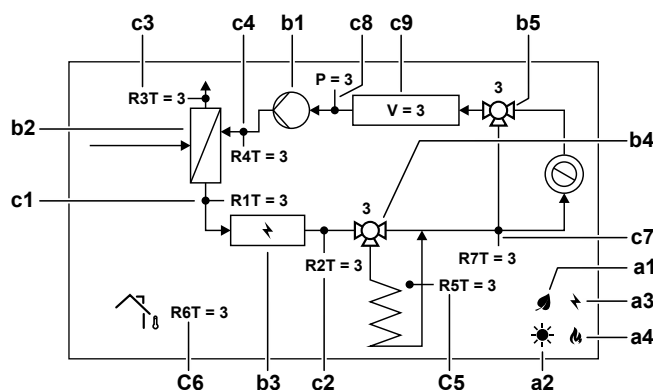 c3
c4
b1
c8
c9
b5
P = 3
3
R3T = 3
V = 3
b2
R4T = 3
b4
c1
R1T = 3
3
c7
R2T = 3
R7T = 3
a1
R5T = 3
a3
R6T = 3
a4
C6
b3
c2
C5
a2